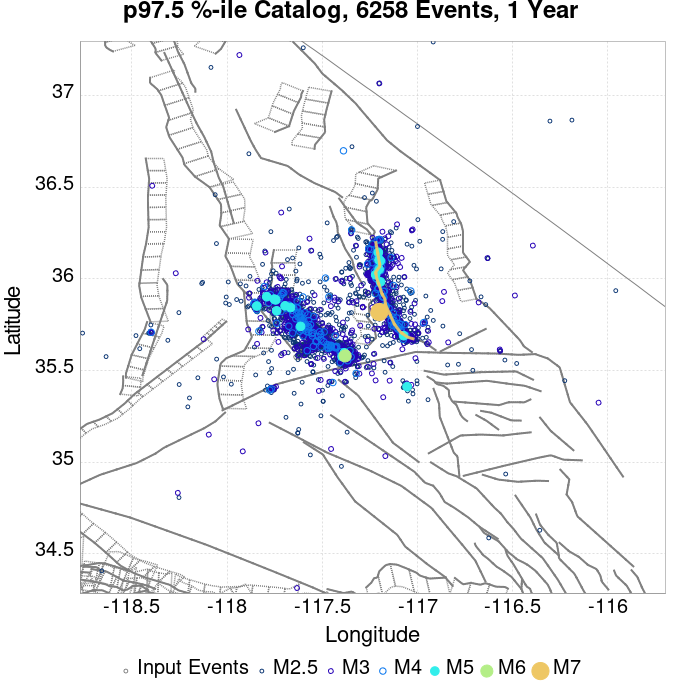 p97.5 %-ile Catalog, 6258 Events, 1 Year
37
36.5
36
35.5
35
34.5
Latitude
-118.5 -118 -117.5 -117 -116.5 -116
Longitude
Input Events M2.5 M3 M4 M5 M6 M7